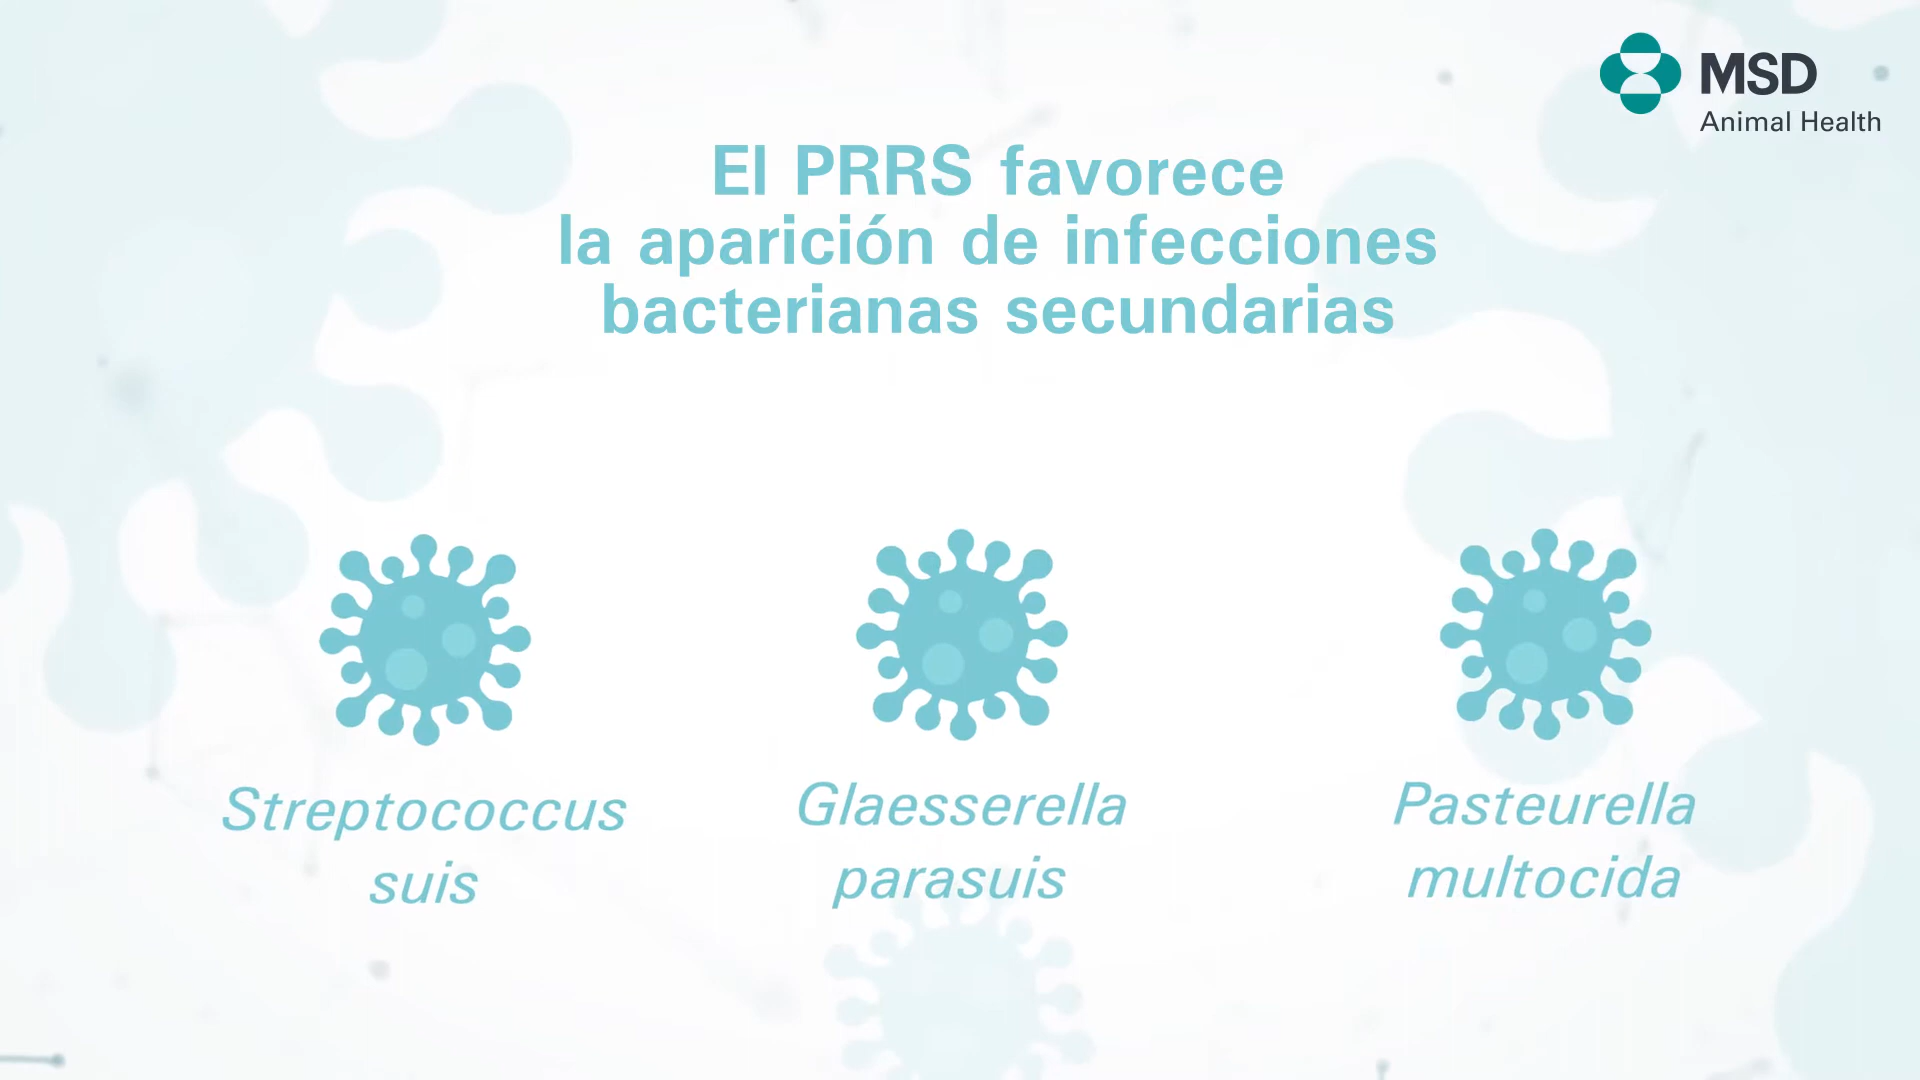 MSD
Animal Health
El PRRS favorece
la aparición de infecciones
bacterianas secundarias
Streptococcus
suis
Glaesserella
parasuis
Pasteurella
multocida